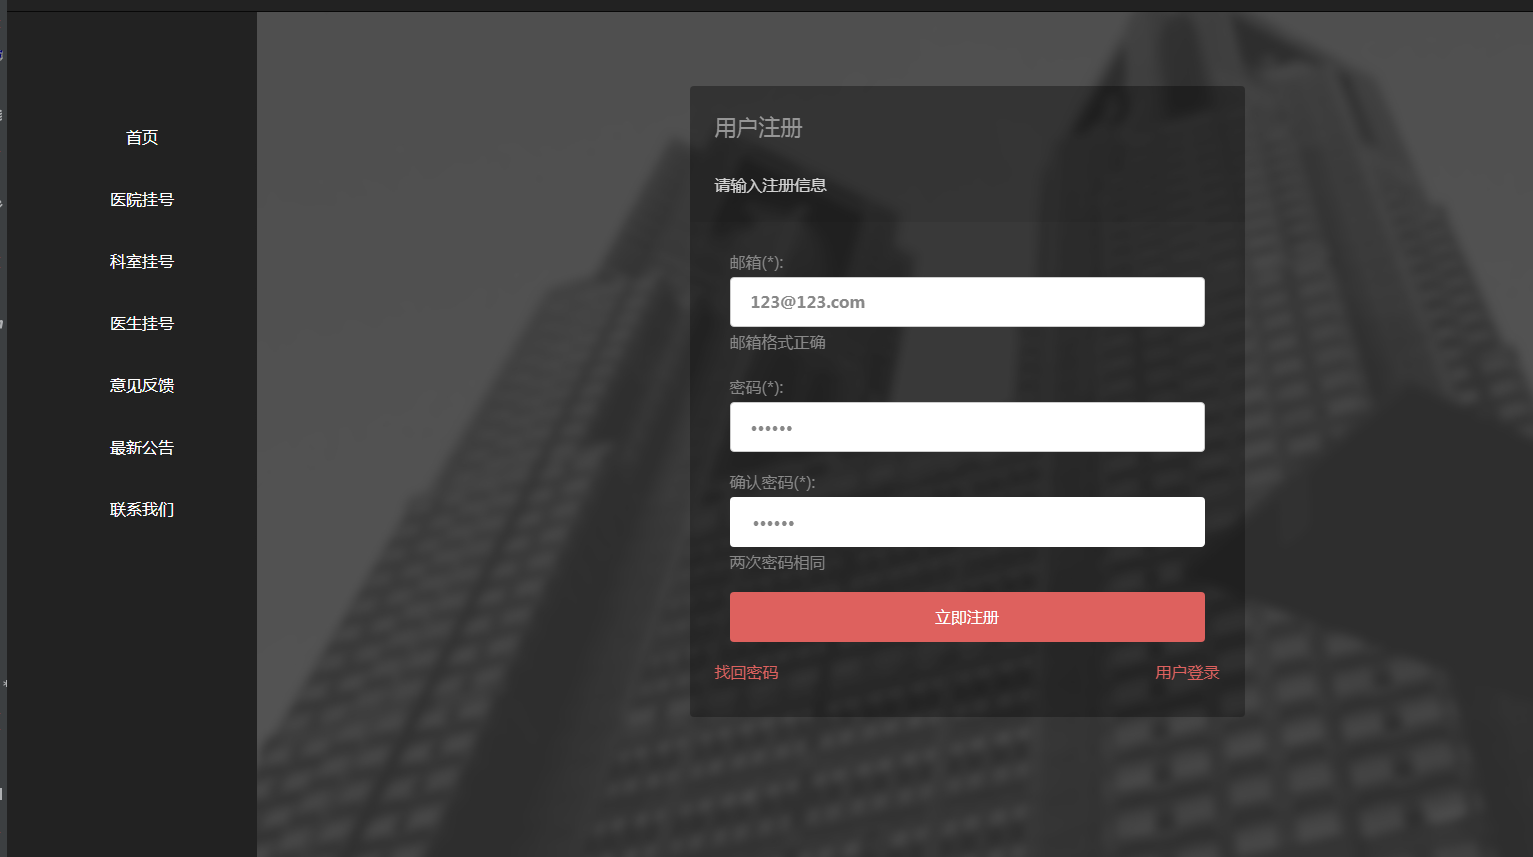 首页
医院挂号
科室挂号
医生挂号
意见反馈
最新公告
联系我们
用户注册
请输入注册信息
邮箱(*):
123@123.com
邮箱格式正确
密码(*):
••••••
确认密码(*):
••••••
两次密码相同
立即注册
找回密码 用户登录